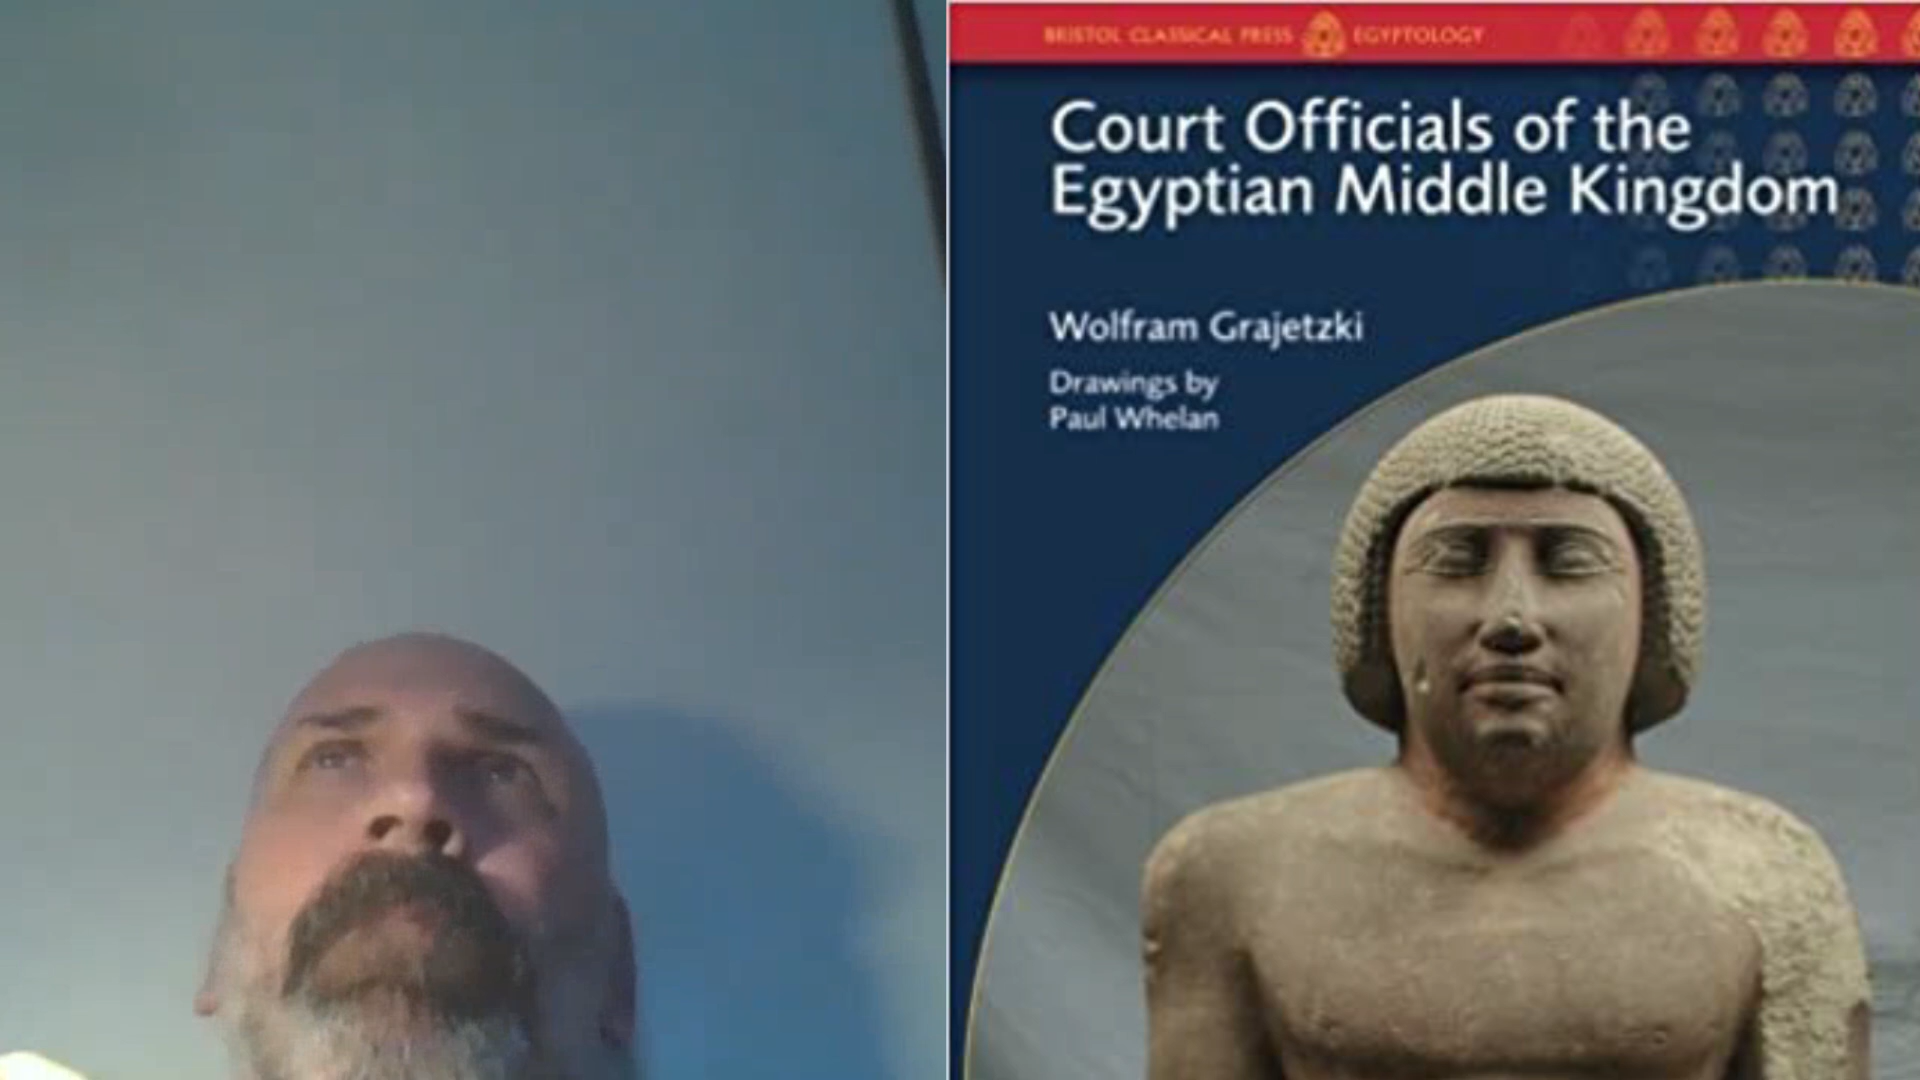 BRISTOL CLASSICAL PRESS EGYPTOLOGY
Court Officials of the
Egyptian Middle Kingdom
Wolfram Grajetzki
Drawings by
Paul Whelan